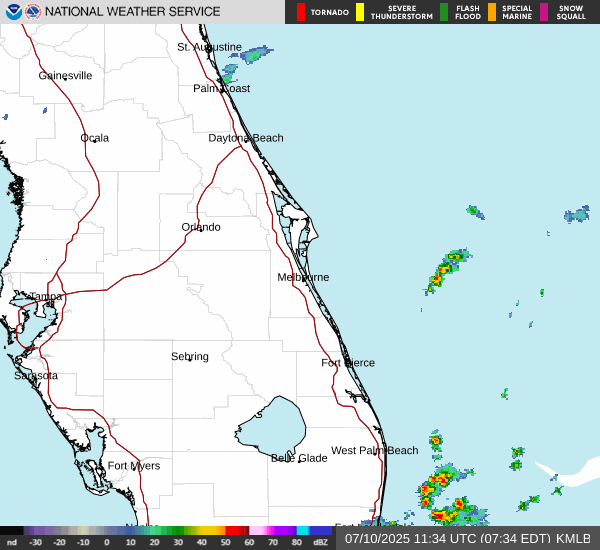 NATIONAL WEATHER SERVICE
TORNADO
SEVERE THUNDERSTORM
FLASH FLOOD
SPECIAL MARINE
SNOW SQUALL
St. Augustine
Gainesville
Palm Coast
Ocala
Daytona Beach
Orlando
Melbourne
Tampa
Sebring
Fort Pierce
Sarasota
West Palm Beach
Belle Glade
Fort Myers
nd -30 -20 -10 0 10 20 30 40 50 60 70 80 dBZ
07/10/2025 11:34 UTC (07:34 EDT) KMLB